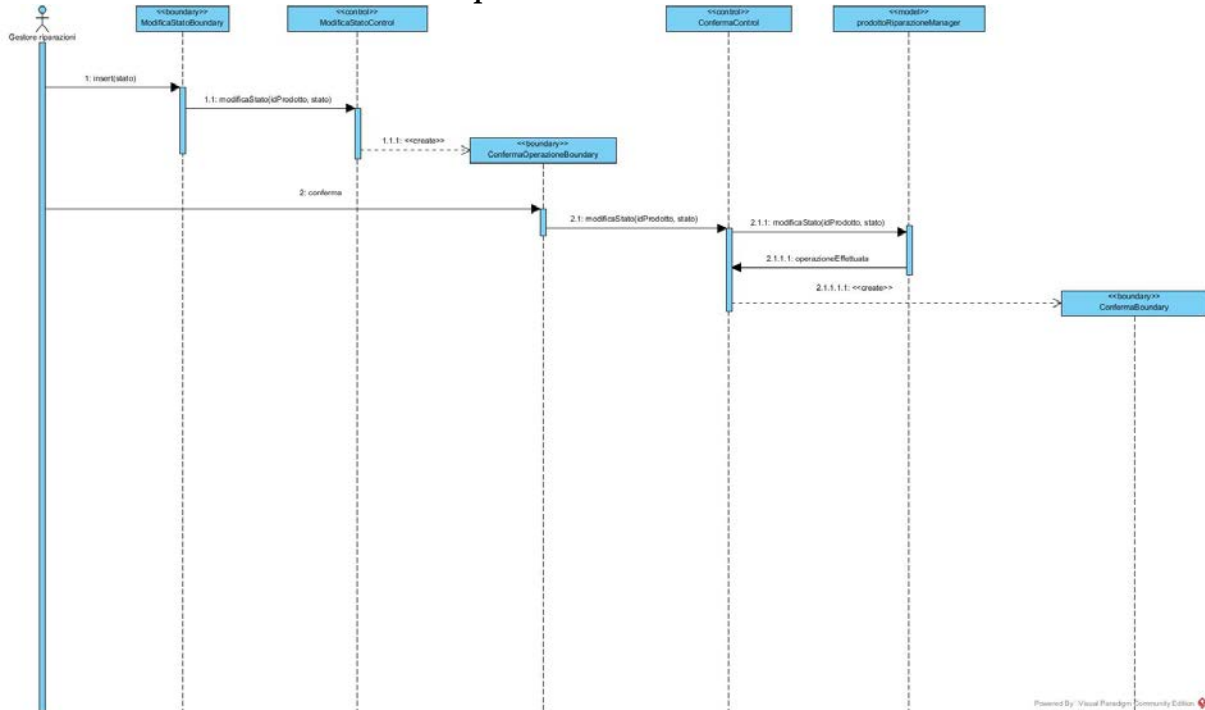 <<boundary>>
ModificaStatoBoundary
<<control>>
ModificaStatoControl
<<control>>
ConfermaControl
<<model>>
prodottoRiparazioneManager
Gestore riparazioni
1: insert(stato)
1.1: modificaStato(idProdotto, stato)
1.1.1: <<create>>
<<boundary>>
ConfermaOperazioneBoundary
2: conferma
2.1: modificaStato(idProdotto, stato)
2.1.1: modificaStato(idProdotto, stato)
2.1.1.1: operazioneEffettuata
2.1.1.1.1: <<create>>
<<boundary>>
ConfermaBoundary
Powered By Visual Paradigm Community Edition